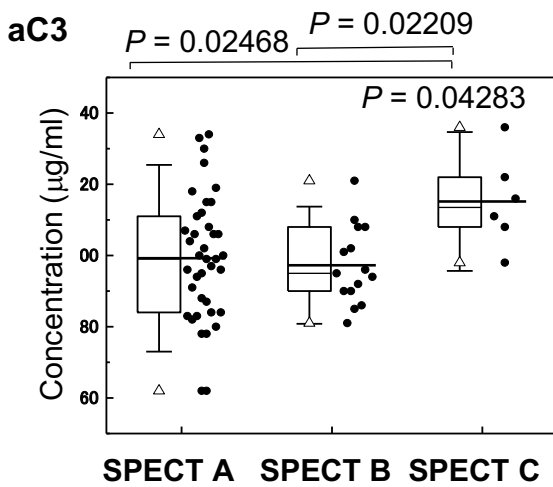 aC3
P = 0.02209
P = 0.02468
P = 0.04283
Concentration (µg/ml)
40
20
00
80
60
SPECT A SPECT B SPECT C